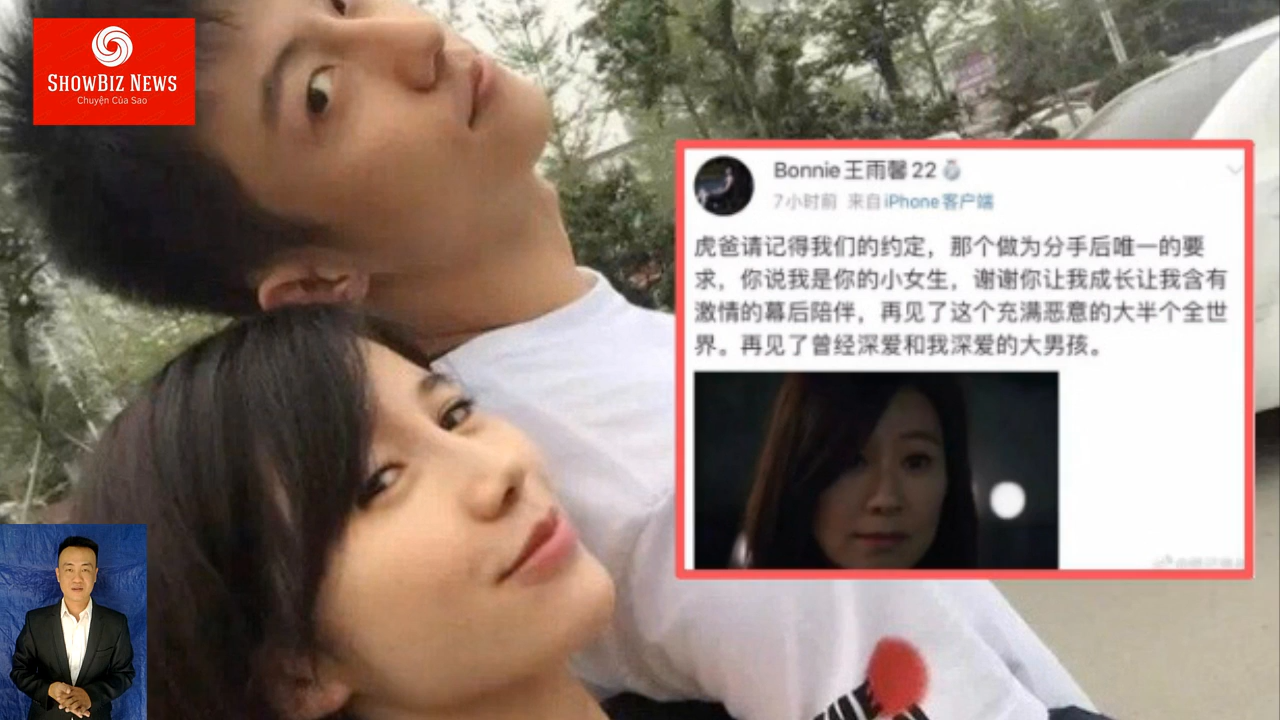 SHOWBIZ NEWS
Chuyện Của Sao
Bonnie王雨馨22
7小时前 来自iPhone客户端
虎爸请记得我们的约定，那个做为分手后唯一的要
求，你说我是你的小女生，谢谢你让我成长让我含有
激情的幕后陪伴，再见了这个充满恶意的大半个全世
界。再见了曾经深爱和我深爱的大男孩。